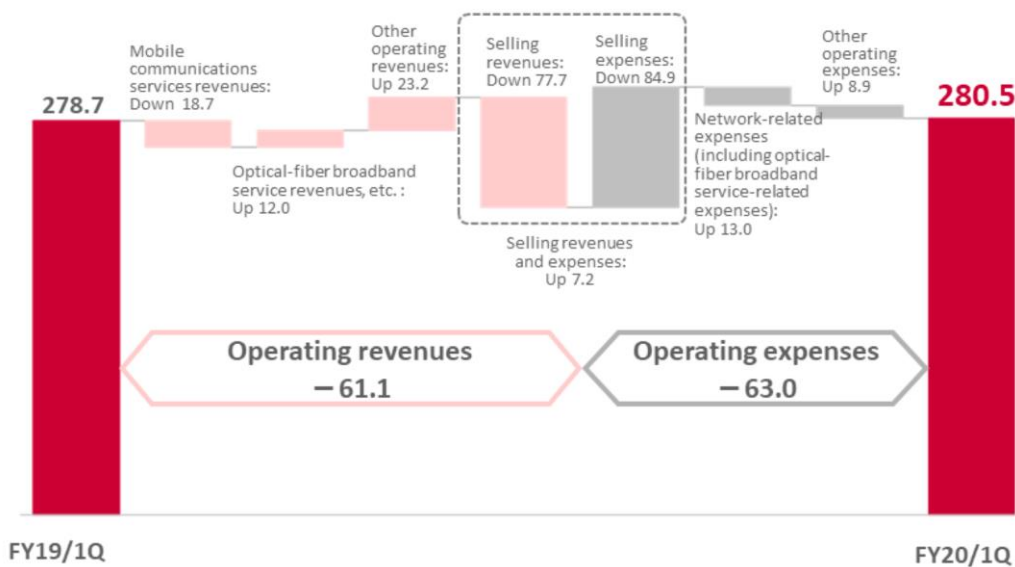 Mobile
communications
services revenues:
Down 18.7
278.7
Optical-fiber broadband
service revenues, etc. :
Up 12.0
Other
operating
revenues:
Up 23.2
Selling
revenues:
Down 77.7
Selling
expenses:
Down 84.9
Selling revenues
and expenses:
Up 7.2
Network-related
expenses
(including optical-
fiber broadband
service-related
expenses):
Up 13.0
Other
operating
expenses:
Up 8.9
280.5
Operating revenues
－61.1
Operating expenses
－63.0
FY19/1Q
FY20/1Q